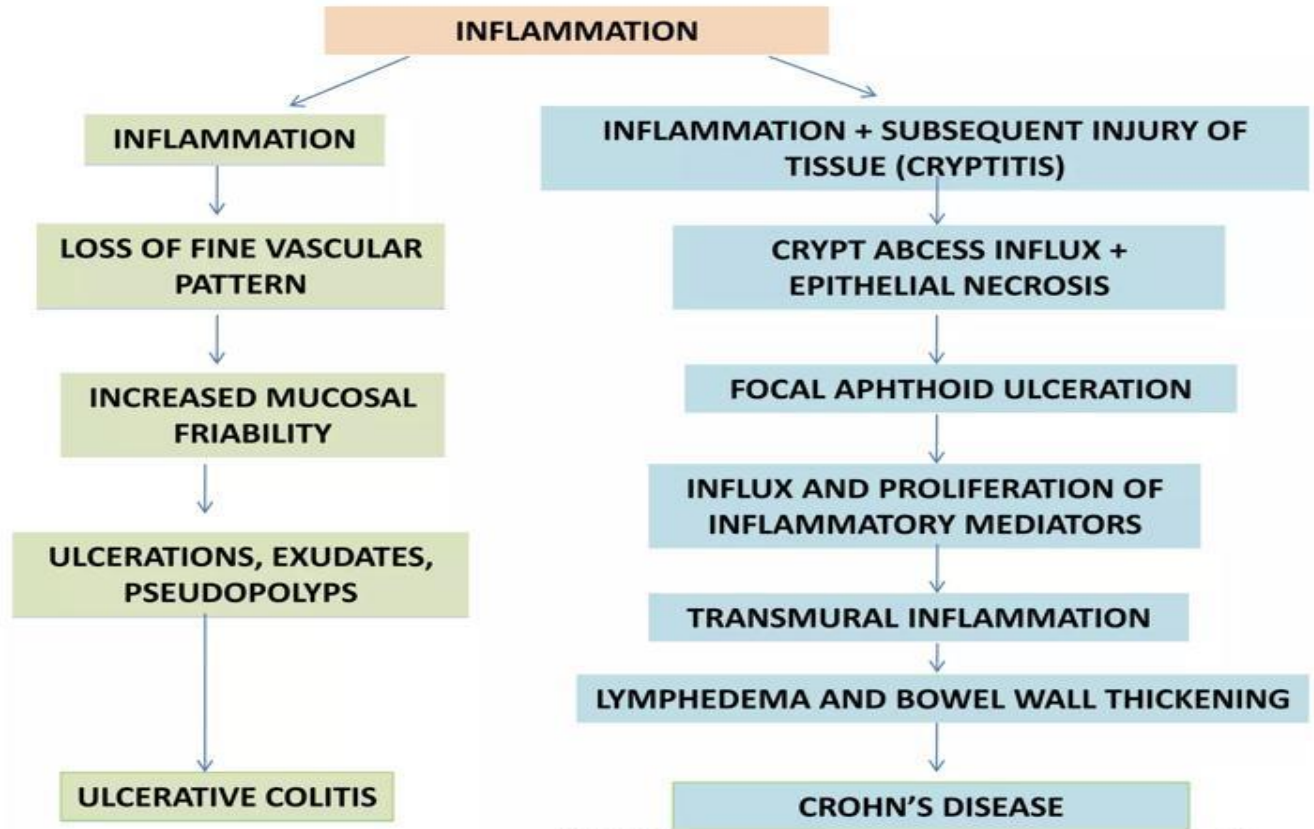 INFLAMMATION
INFLAMMATION
LOSS OF FINE VASCULAR
PATTERN
INCREASED MUCOSAL
FRIABILITY
ULCERATIONS, EXUDATES,
PSEUDOPOLYPS
ULCERATIVE COLITIS
INFLAMMATION + SUBSEQUENT INJURY OF
TISSUE (CRYPTITIS)
CRYPT ABCESS INFLUX +
EPITHELIAL NECROSIS
FOCAL APHTHOID ULCERATION
INFLUX AND PROLIFERATION OF
INFLAMMATORY MEDIATORS
TRANSMURAL INFLAMMATION
LYMPHEDEMA AND BOWEL WALL THICKENING
CROHN'S DISEASE